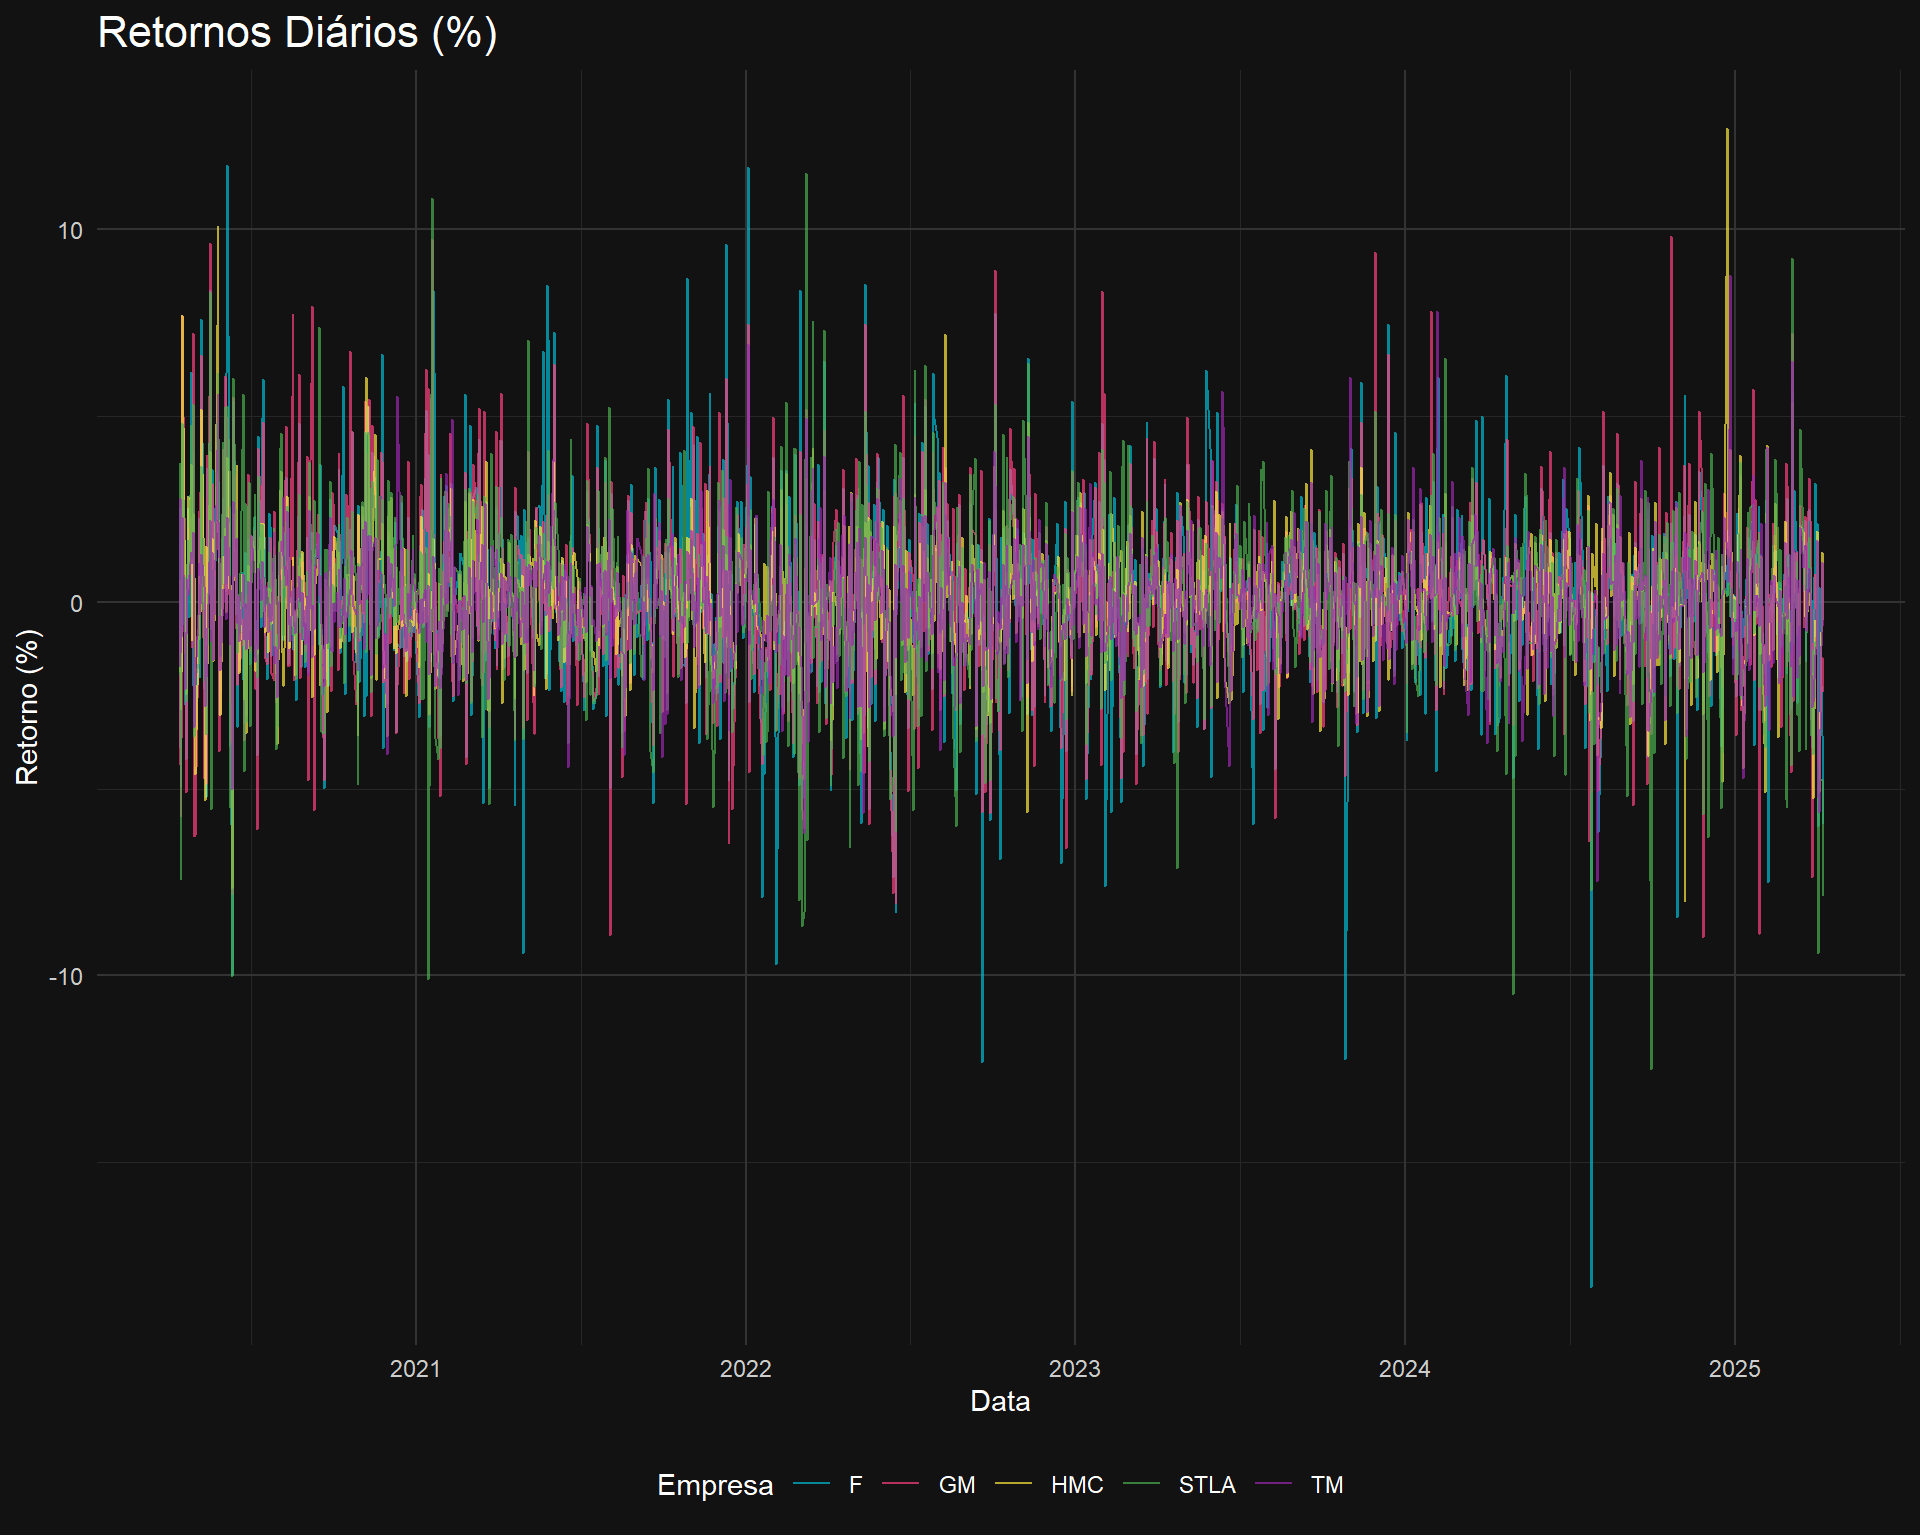 Retornos Diários (%)
10
0
-10
Retorno (%)
2021 2022 2023 2024 2025
Data
Empresa F GM HMC STLA TM